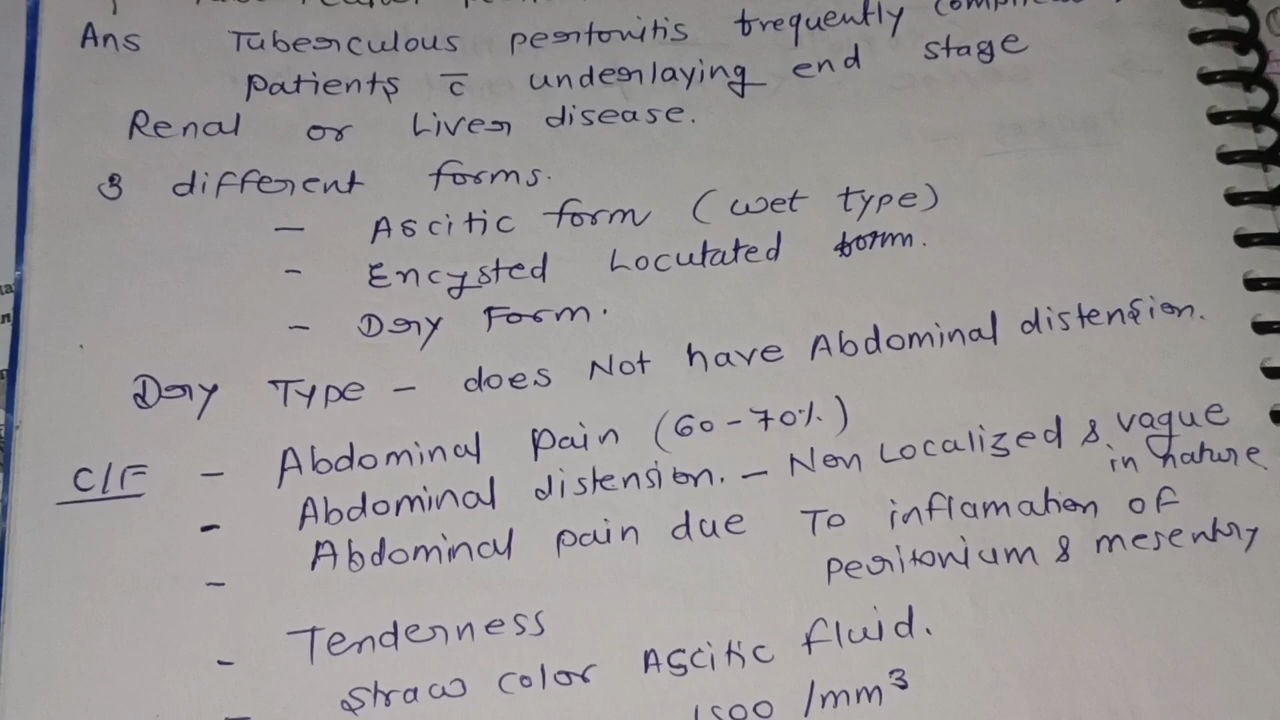 Ans Tuberculous peritonitis frequently
patients c̄ underlaying end stage
Renal or Liver disease.
3 different forms.
– Ascitic form (wet type)
– Encysted Loculated form.
– Dry Form.
Dry Type – does Not have Abdominal distension.
C/F – Abdominal Pain (60-70%)
– Abdominal distension. – Non Localized & vague
in nature
– Abdominal pain due To inflamation of
peritonium & mesentry
– Tenderness
– straw color Ascitic fluid.
1500 /mm³